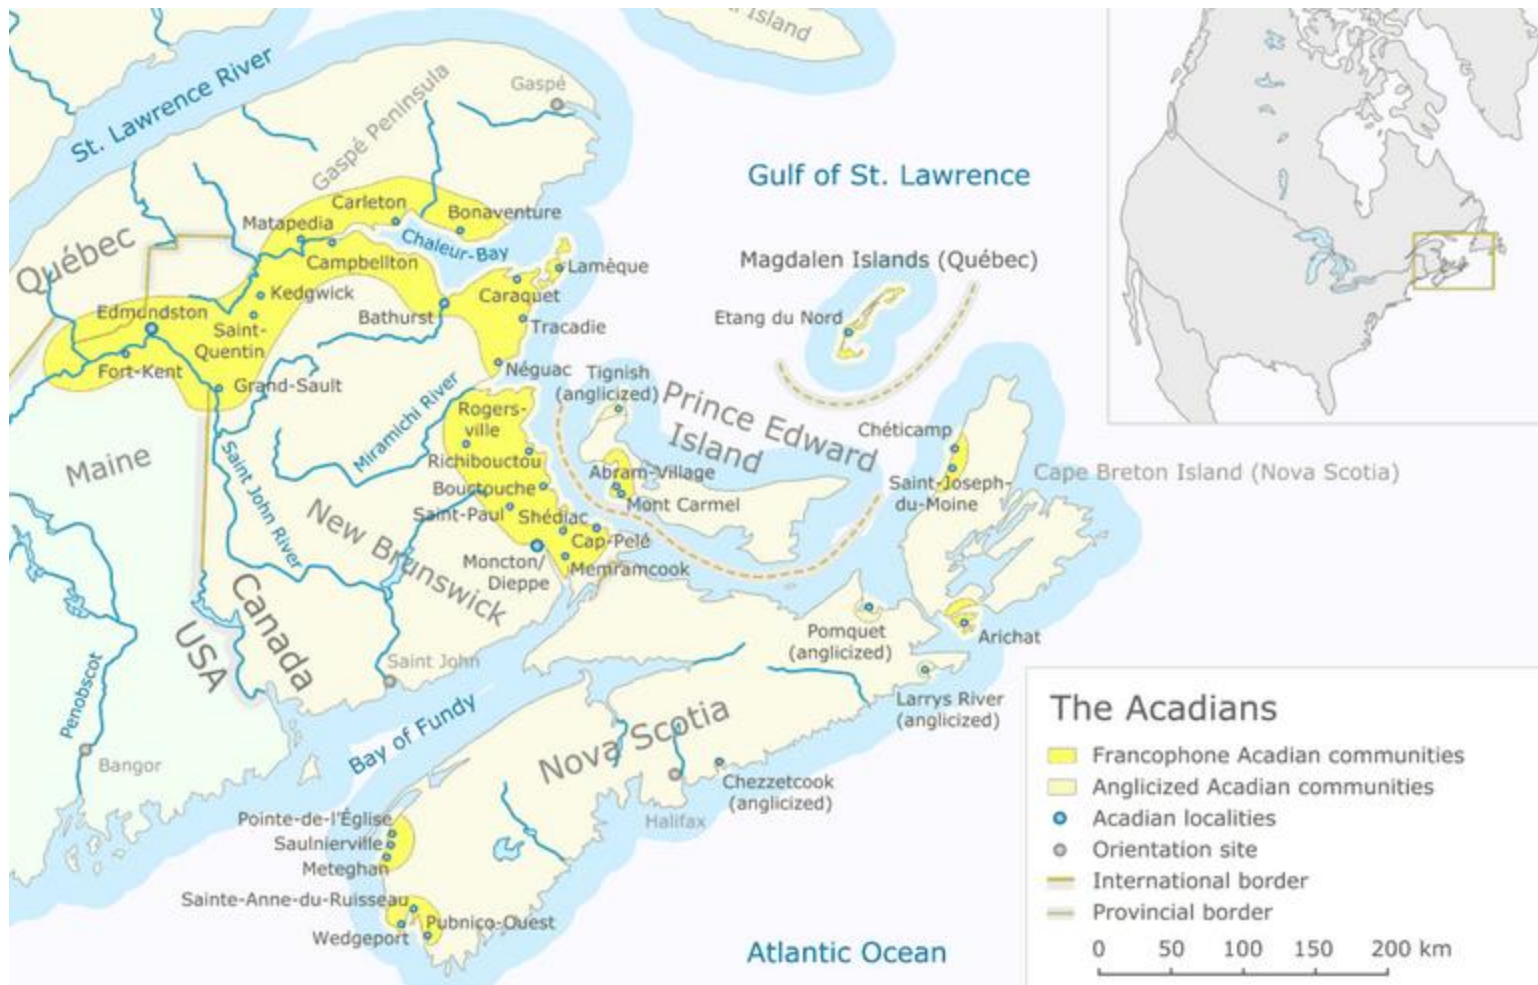 Island
St. Lawrence River
Gaspé Peninsula
Gaspé
Gulf of St. Lawrence
Québec
Carleton
Bonaventure
Matapedia
Chaleur-Bay
Campbellton
Lamèque
Magdalen Islands (Québec)
Kedgwick
Caraquet
Edmundston
Saint-
Quentin
Bathurst
Tracadie
Etang du Nord
Fort-Kent
Grand-Sault
Néguac
Tignish
(anglicized)
Prince Edward
Island
Miramichi River
Rogers-
ville
Maine
Saint John River
Richibouctou
Abram-Village
Chéticamp
Cape Breton Island (Nova Scotia)
Bouctouche
Mont Carmel
Saint-Joseph-
du-Moine
New Brunswick
Saint-Paul
Shédiac
Cap-Pelé
Moncton/
Dieppe
Memramcook
Canada
USA
Pomquet
(anglicized)
Arichat
Saint John
Penobscot
Larrys River
(anglicized)
Bay of Fundy
Nova Scotia
Bangor
Chezzetcook
(anglicized)
Halifax
Pointe-de-l'Église
Saulnierville
Meteghan
Sainte-Anne-du-Ruisseau
Pubnico-Ouest
Wedgeport
Atlantic Ocean
The Acadians
Francophone Acadian communities
Anglicized Acadian communities
Acadian localities
Orientation site
International border
Provincial border
0 50 100 150 200 km